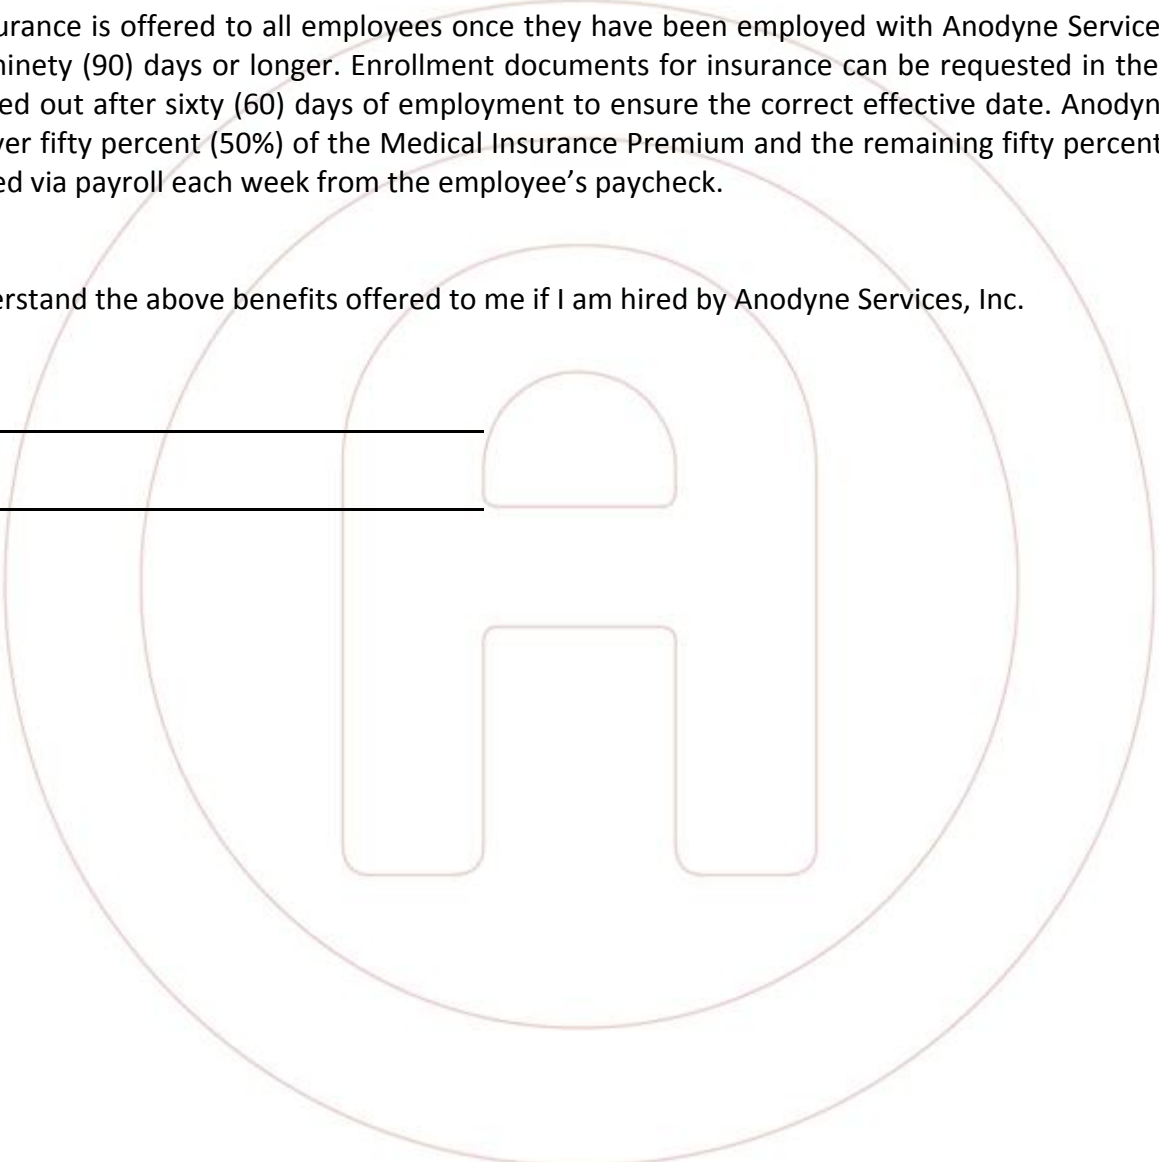 urance is offered to all employees once they have been employed with Anodyne Service
ninety (90) days or longer. Enrollment documents for insurance can be requested in the
ed out after sixty (60) days of employment to ensure the correct effective date. Anodyn
ver fifty percent (50%) of the Medical Insurance Premium and the remaining fifty percent
ed via payroll each week from the employee’s paycheck.
erstand the above benefits offered to me if I am hired by Anodyne Services, Inc.